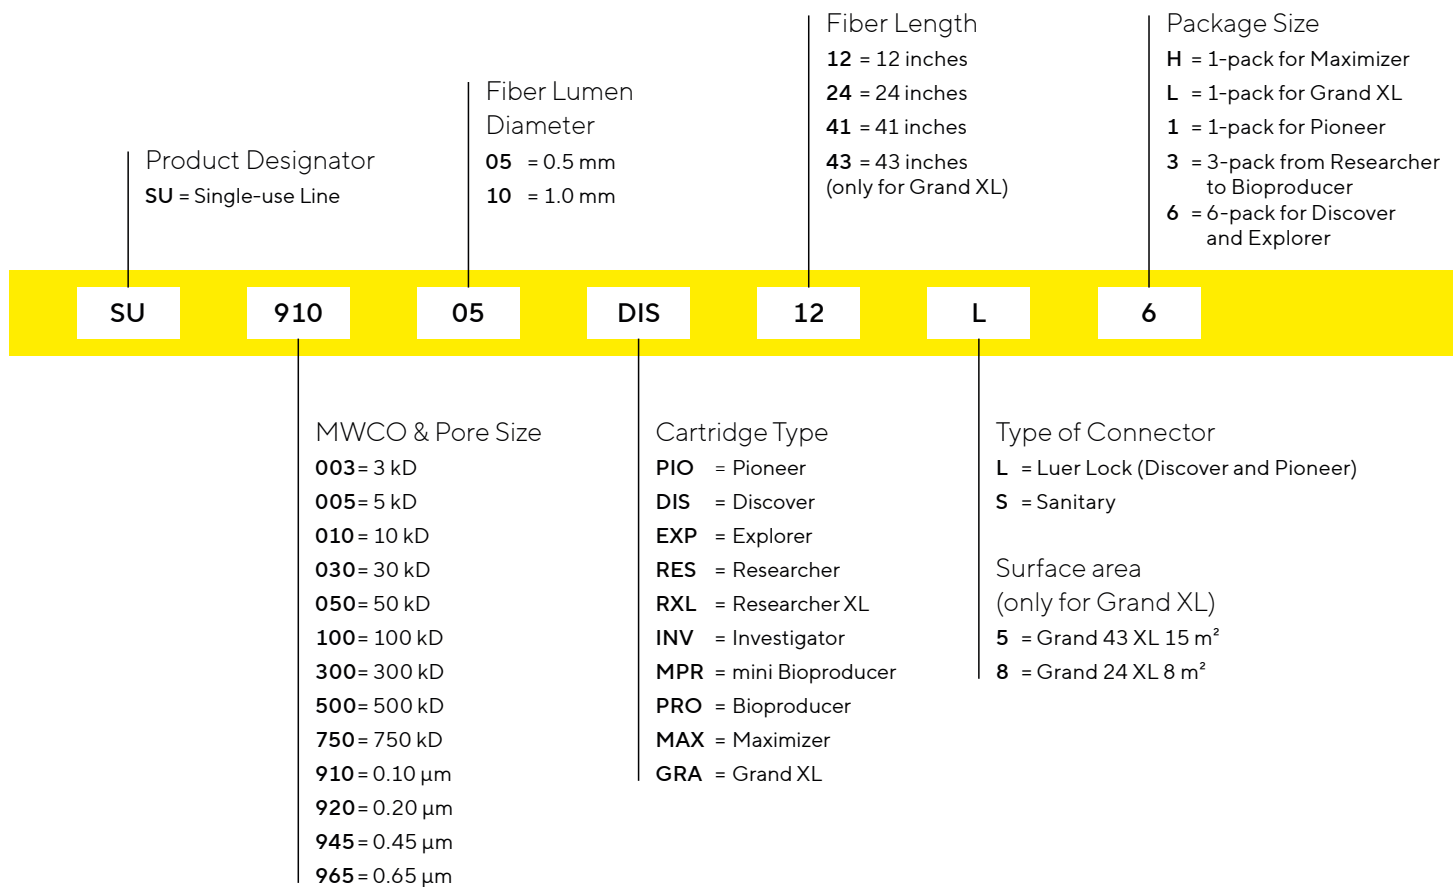 Product Designator
SU = Single-use Line
Fiber Lumen
Diameter
05 = 0.5 mm
10 = 1.0 mm
Fiber Length
12 = 12 inches
24 = 24 inches
41 = 41 inches
43 = 43 inches
(only for Grand XL)
Package Size
H = 1-pack for Maximizer
L = 1-pack for Grand XL
1 = 1-pack for Pioneer
3 = 3-pack from Researcher
to Bioproducer
6 = 6-pack for Discover
and Explorer
SU 910 05 DIS 12 L 6
MWCO & Pore Size
003 = 3 kD
005 = 5 kD
010 = 10 kD
030 = 30 kD
050 = 50 kD
100 = 100 kD
300 = 300 kD
500 = 500 kD
750 = 750 kD
910 = 0.10 µm
920 = 0.20 µm
945 = 0.45 µm
965 = 0.65 µm
Cartridge Type
PIO = Pioneer
DIS = Discover
EXP = Explorer
RES = Researcher
RXL = Researcher XL
INV = Investigator
MPR = mini Bioproducer
PRO = Bioproducer
MAX = Maximizer
GRA = Grand XL
Type of Connector
L = Luer Lock (Discover and Pioneer)
S = Sanitary
Surface area
(only for Grand XL)
5 = Grand 43 XL 15 m²
8 = Grand 24 XL 8 m²